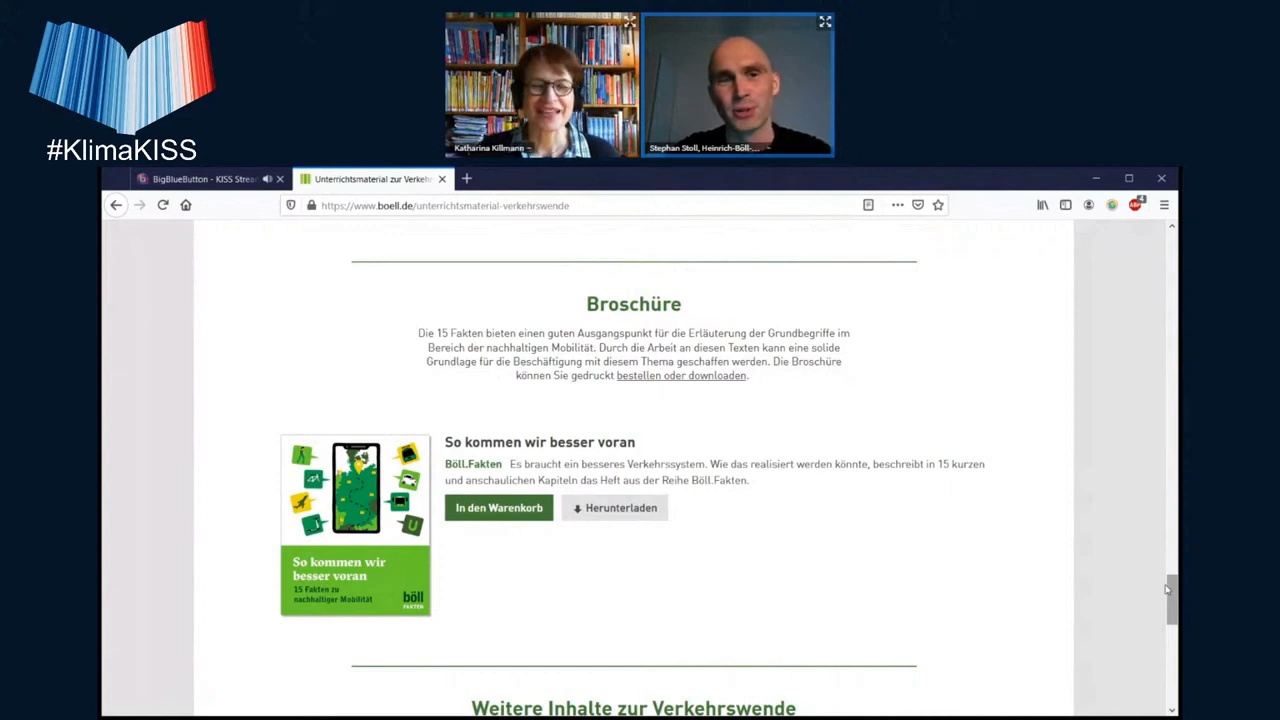 #KlimaKISS
Katharina Killmann
Stephan Stoll, Heinrich-Böll-...
BigBlueButton - KISS Stream
Unterrichtsmaterial zur Verkehrs
https://www.boell.de/unterrichtsmaterial-verkehrswende
ABP
4
Broschüre
Die 15 Fakten bieten einen guten Ausgangspunkt für die Erläuterung der Grundbegriffe im
Bereich der nachhaltigen Mobilität. Durch die Arbeit an diesen Texten kann eine solide
Grundlage für die Beschäftigung mit diesem Thema geschaffen werden. Die Broschüre
können Sie gedruckt bestellen oder downloaden.
So kommen wir besser voran
Böll.Fakten Es braucht ein besseres Verkehrssystem. Wie das realisiert werden könnte, beschreibt in 15 kurzen
und anschaulichen Kapiteln das Heft aus der Reihe Böll.Fakten.
In den Warenkorb
Herunterladen
U
So kommen wir
besser voran
15 Fakten zu
nachhaltiger Mobilität
böll
FAKTEN
Weitere Inhalte zur Verkehrswende